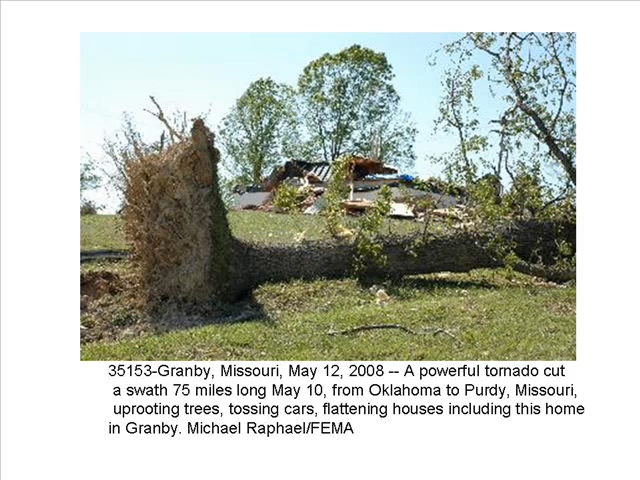 35153-Granby, Missouri, May 12, 2008 -- A powerful tornado cut
a swath 75 miles long May 10, from Oklahoma to Purdy, Missouri,
uprooting trees, tossing cars, flattening houses including this home
in Granby. Michael Raphael/FEMA